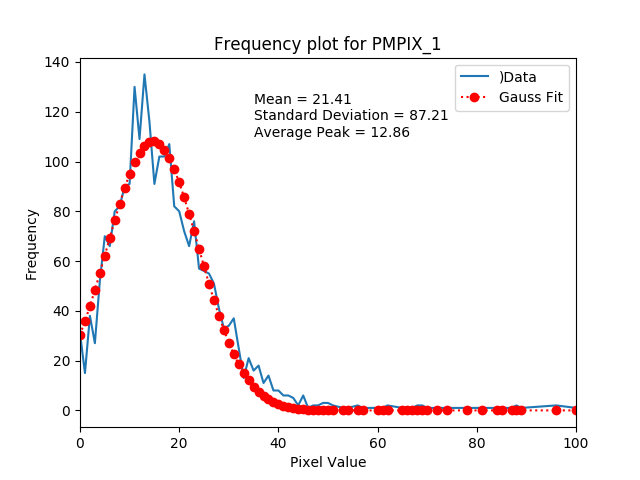 Frequency plot for PMPIX_1
)Data
Gauss Fit
Mean = 21.41
Standard Deviation = 87.21
Average Peak = 12.86
Frequency
140
120
100
80
60
40
20
0
0 20 40 60 80 100
Pixel Value